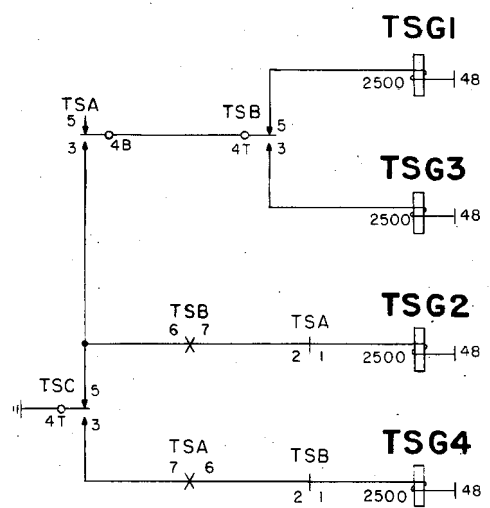 TSG1
2500 48
TSA
TSB
5
5
3 4B 4T 3
TSG3
2500 48
TSG2
TSB TSA
6 7
2 1 2500 48
TSC
5
4T 3
TSG4
TSA TSB
7 6
2 1 2500 48